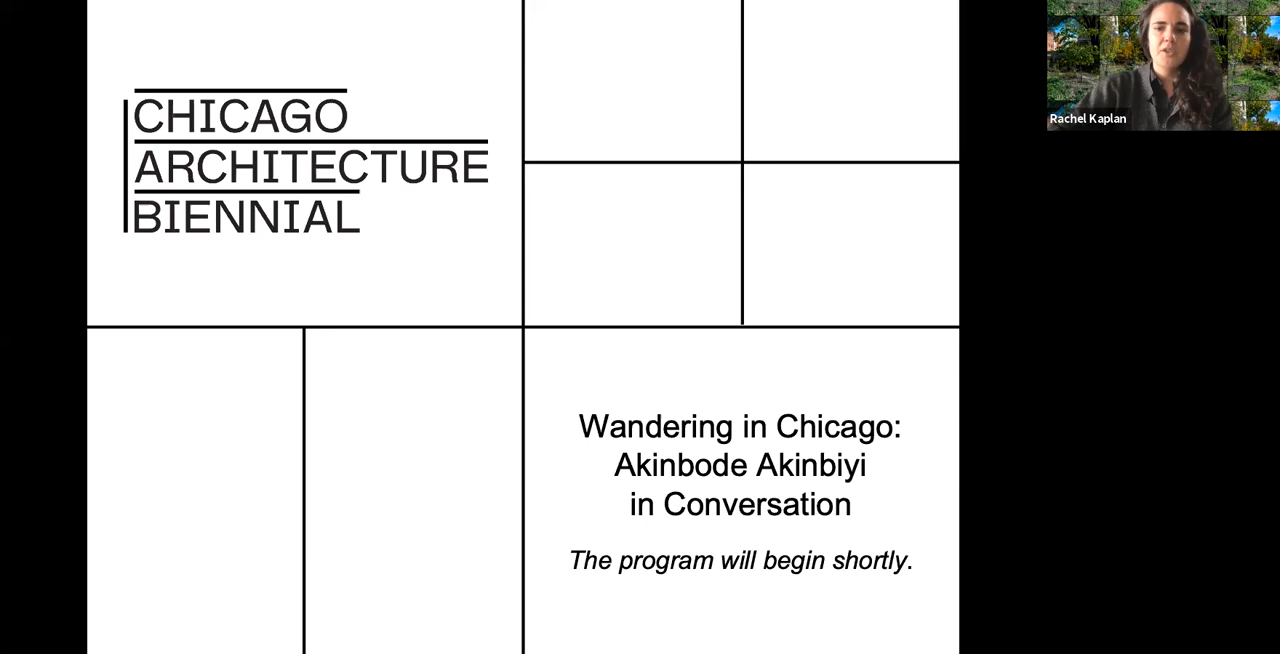 CHICAGO
ARCHITECTURE
BIENNIAL
Rachel Kaplan
Wandering in Chicago:
Akinbode Akinbiyi
in Conversation
The program will begin shortly.